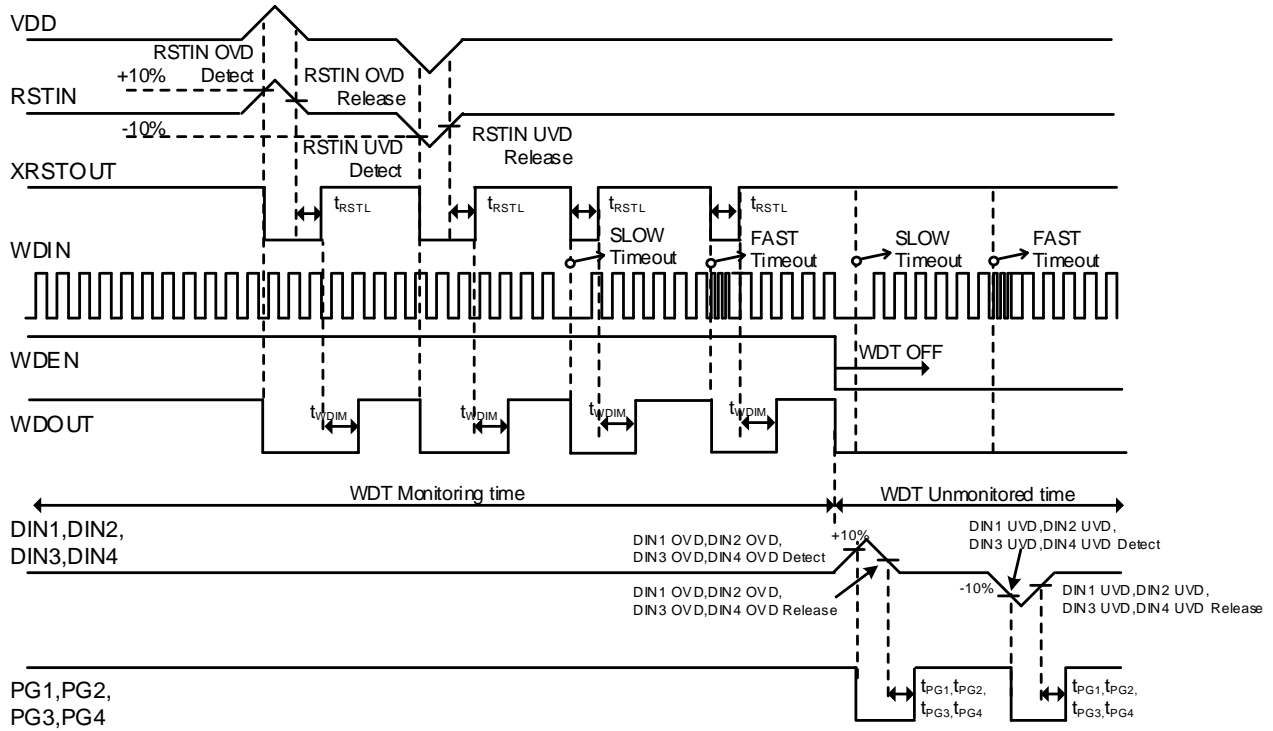 VDD
RSTIN OVD
Detect
+10%
RSTIN OVD
Release
RSTIN
-10%
RSTIN UVD
Detect
RSTIN UVD
Release
XRSTOUT
tRSTL
tRSTL
tRSTL
tRSTL
SLOW
Timeout
FAST
Timeout
SLOW
Timeout
FAST
Timeout
WDIN
WDEN
WDT OFF
WDOUT
tWDIM
tWDIM
tWDIM
tWDIM
WDT Monitoring time
WDT Unmonitored time
DIN1,DIN2,
DIN3,DIN4
DIN1 OVD,DIN2 OVD,
DIN3 OVD,DIN4 OVD Detect
+10%
DIN1 UVD,DIN2 UVD,
DIN3 UVD,DIN4 UVD Detect
DIN1 OVD,DIN2 OVD,
DIN3 OVD,DIN4 OVD Release
-10%
DIN1 UVD,DIN2 UVD,
DIN3 UVD,DIN4 UVD Release
PG1,PG2,
PG3,PG4
tPG1,tPG2,
tPG3,tPG4
tPG1,tPG2,
tPG3,tPG4